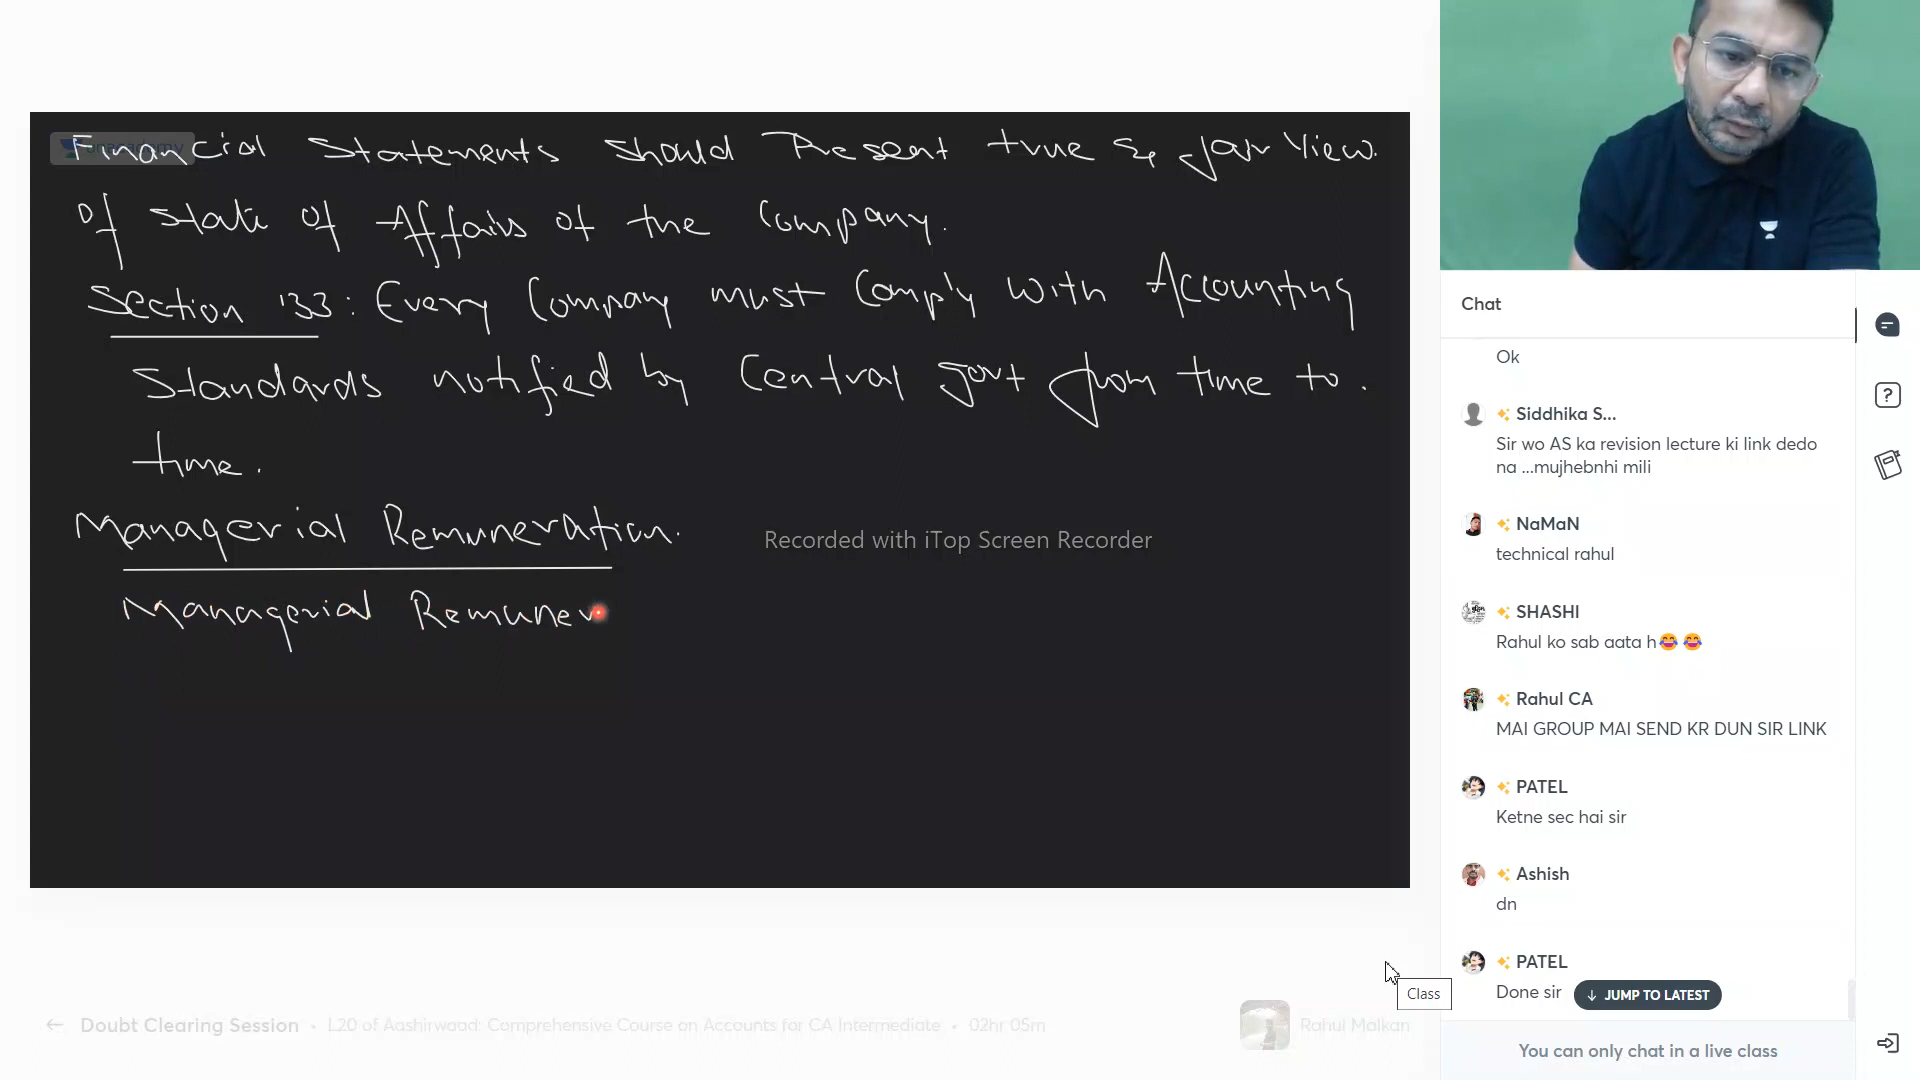 Financial Statements should Present true & fair View
of state of Affairs of the Company.
Section 133: Every Company must Comply with Accounting
Standards notified by Central govt from time to
time.
Managerial Remuneration.
Managerial Remuner
Recorded with iTop Screen Recorder
Chat
Ok
Siddhika S...
Sir wo AS ka revision lecture ki link dedo
na ...mujhebnhi mili
NaMaN
technical rahul
SHASHI
Rahul ko sab aata h😂 😂
Rahul CA
MAI GROUP MAI SEND KR DUN SIR LINK
PATEL
Ketne sec hai sir
Ashish
dn
PATEL
Done sir
↓ JUMP TO LATEST
You can only chat in a live class
Class
← Doubt Clearing Session • L20 of Aashirwaad: Comprehensive Course on Accounts for CA Intermediate • 02hr 05m
Rahul Malkan